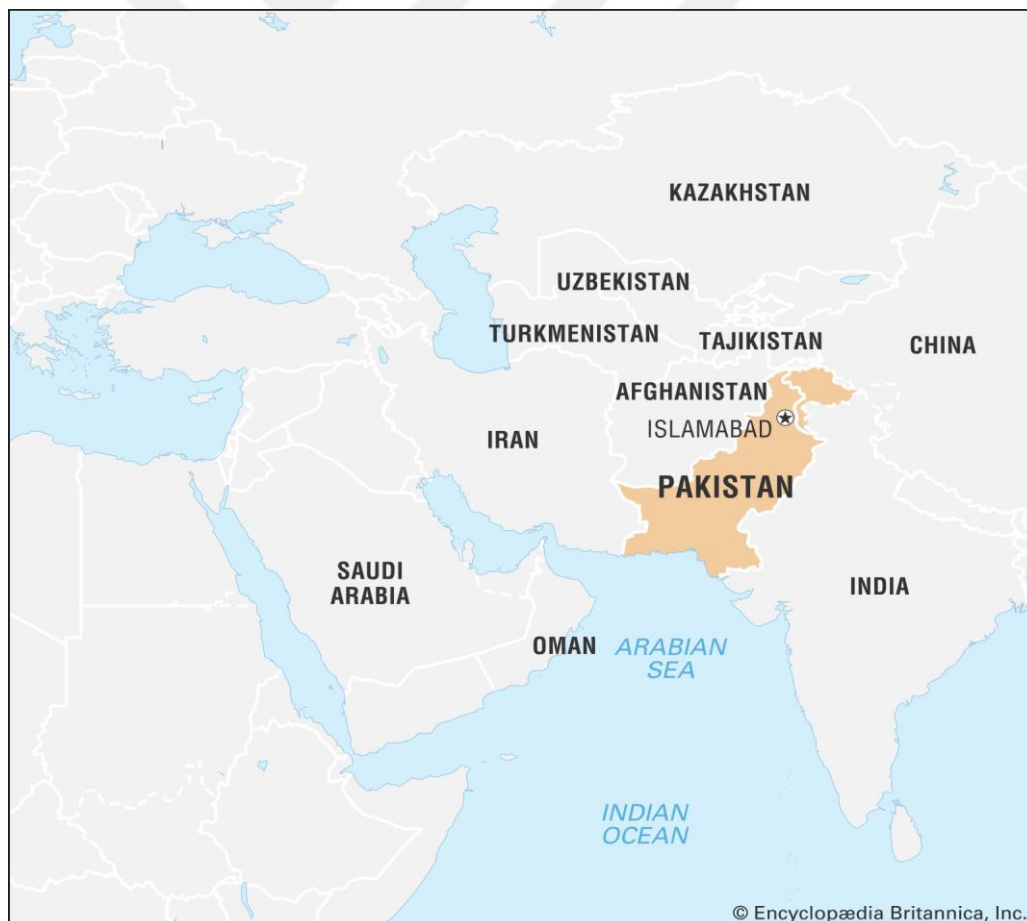 KAZAKHSTAN
UZBEKISTAN
TURKMENISTAN
TAJIKISTAN
CHINA
AFGHANISTAN
ISLAMABAD
IRAN
PAKISTAN
SAUDI
ARABIA
INDIA
OMAN
ARABIAN
SEA
INDIAN
OCEAN
© Encyclopædia Britannica, Inc.